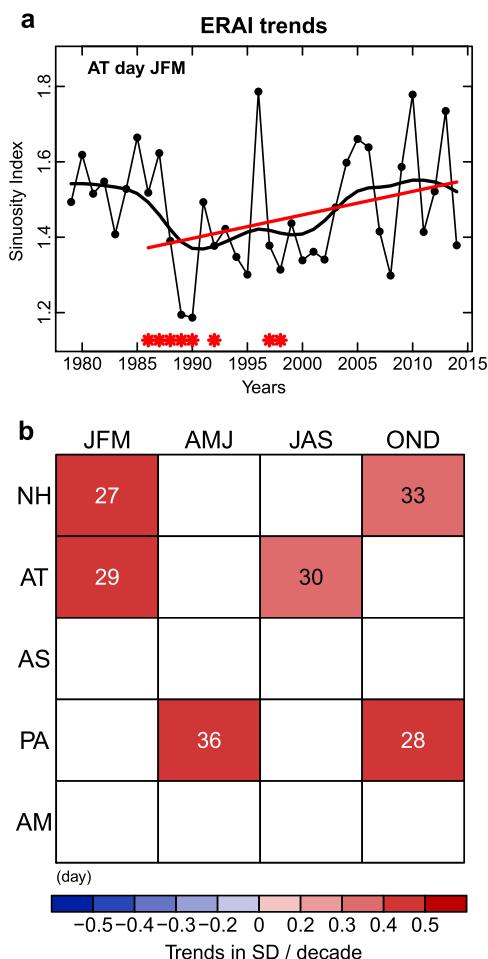 a
ERAI trends
AT day JFM
Sinuosity Index
1.8
1.6
1.4
1.2
1980 1985 1990 1995 2000 2005 2010 2015
Years
b
JFM AMJ JAS OND
NH 27 33
AT 29 30
AS
PA 36 28
AM
(day)
−0.5 −0.4 −0.3 −0.2 0 0.2 0.3 0.4 0.5
Trends in SD / decade